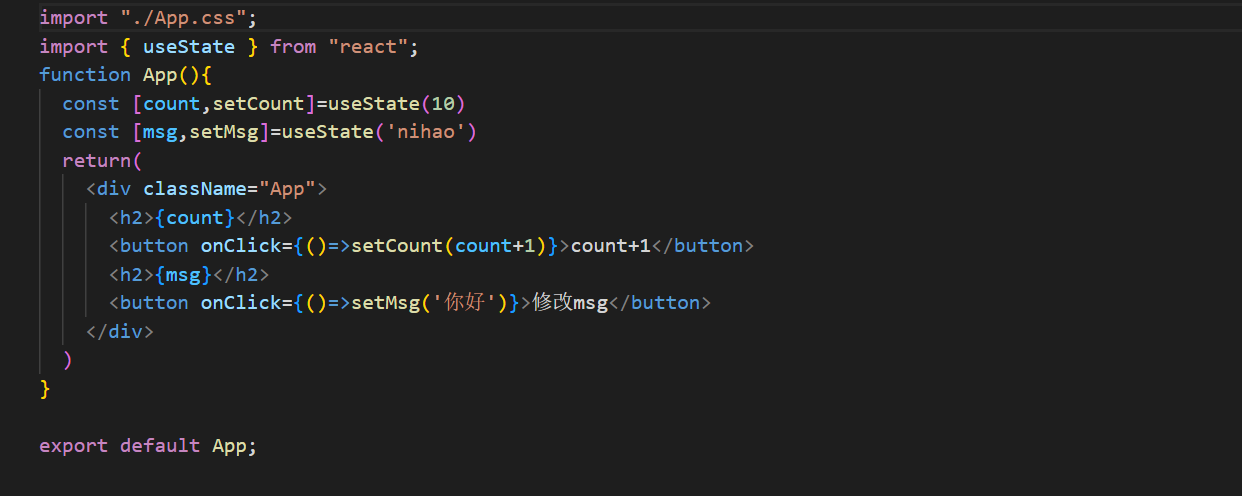 import "./App.css";
import { useState } from "react";
function App(){
  const [count,setCount]=useState(10)
  const [msg,setMsg]=useState('nihao')
  return(
    <div className="App">
      <h2>{count}</h2>
      <button onClick={()=>setCount(count+1)}>count+1</button>
      <h2>{msg}</h2>
      <button onClick={()=>setMsg('你好')}>修改msg</button>
    </div>
  )
}

export default App;